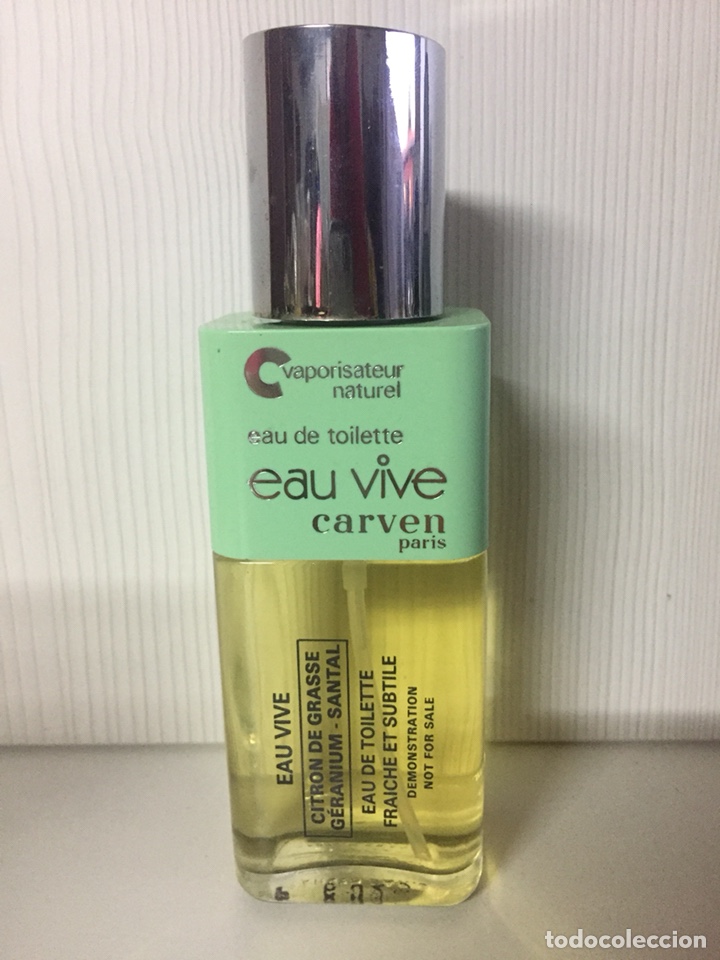 vaporisateur
naturel
eau de toilette
eau vive
carven
paris
EAU VIVE
CITRON DE GRASSE
GÉRANIUM - SANTAL
EAU DE TOILETTE
FRAICHE ET SUBTILE
DEMONSTRATION
NOT FOR SALE
todocoleccion